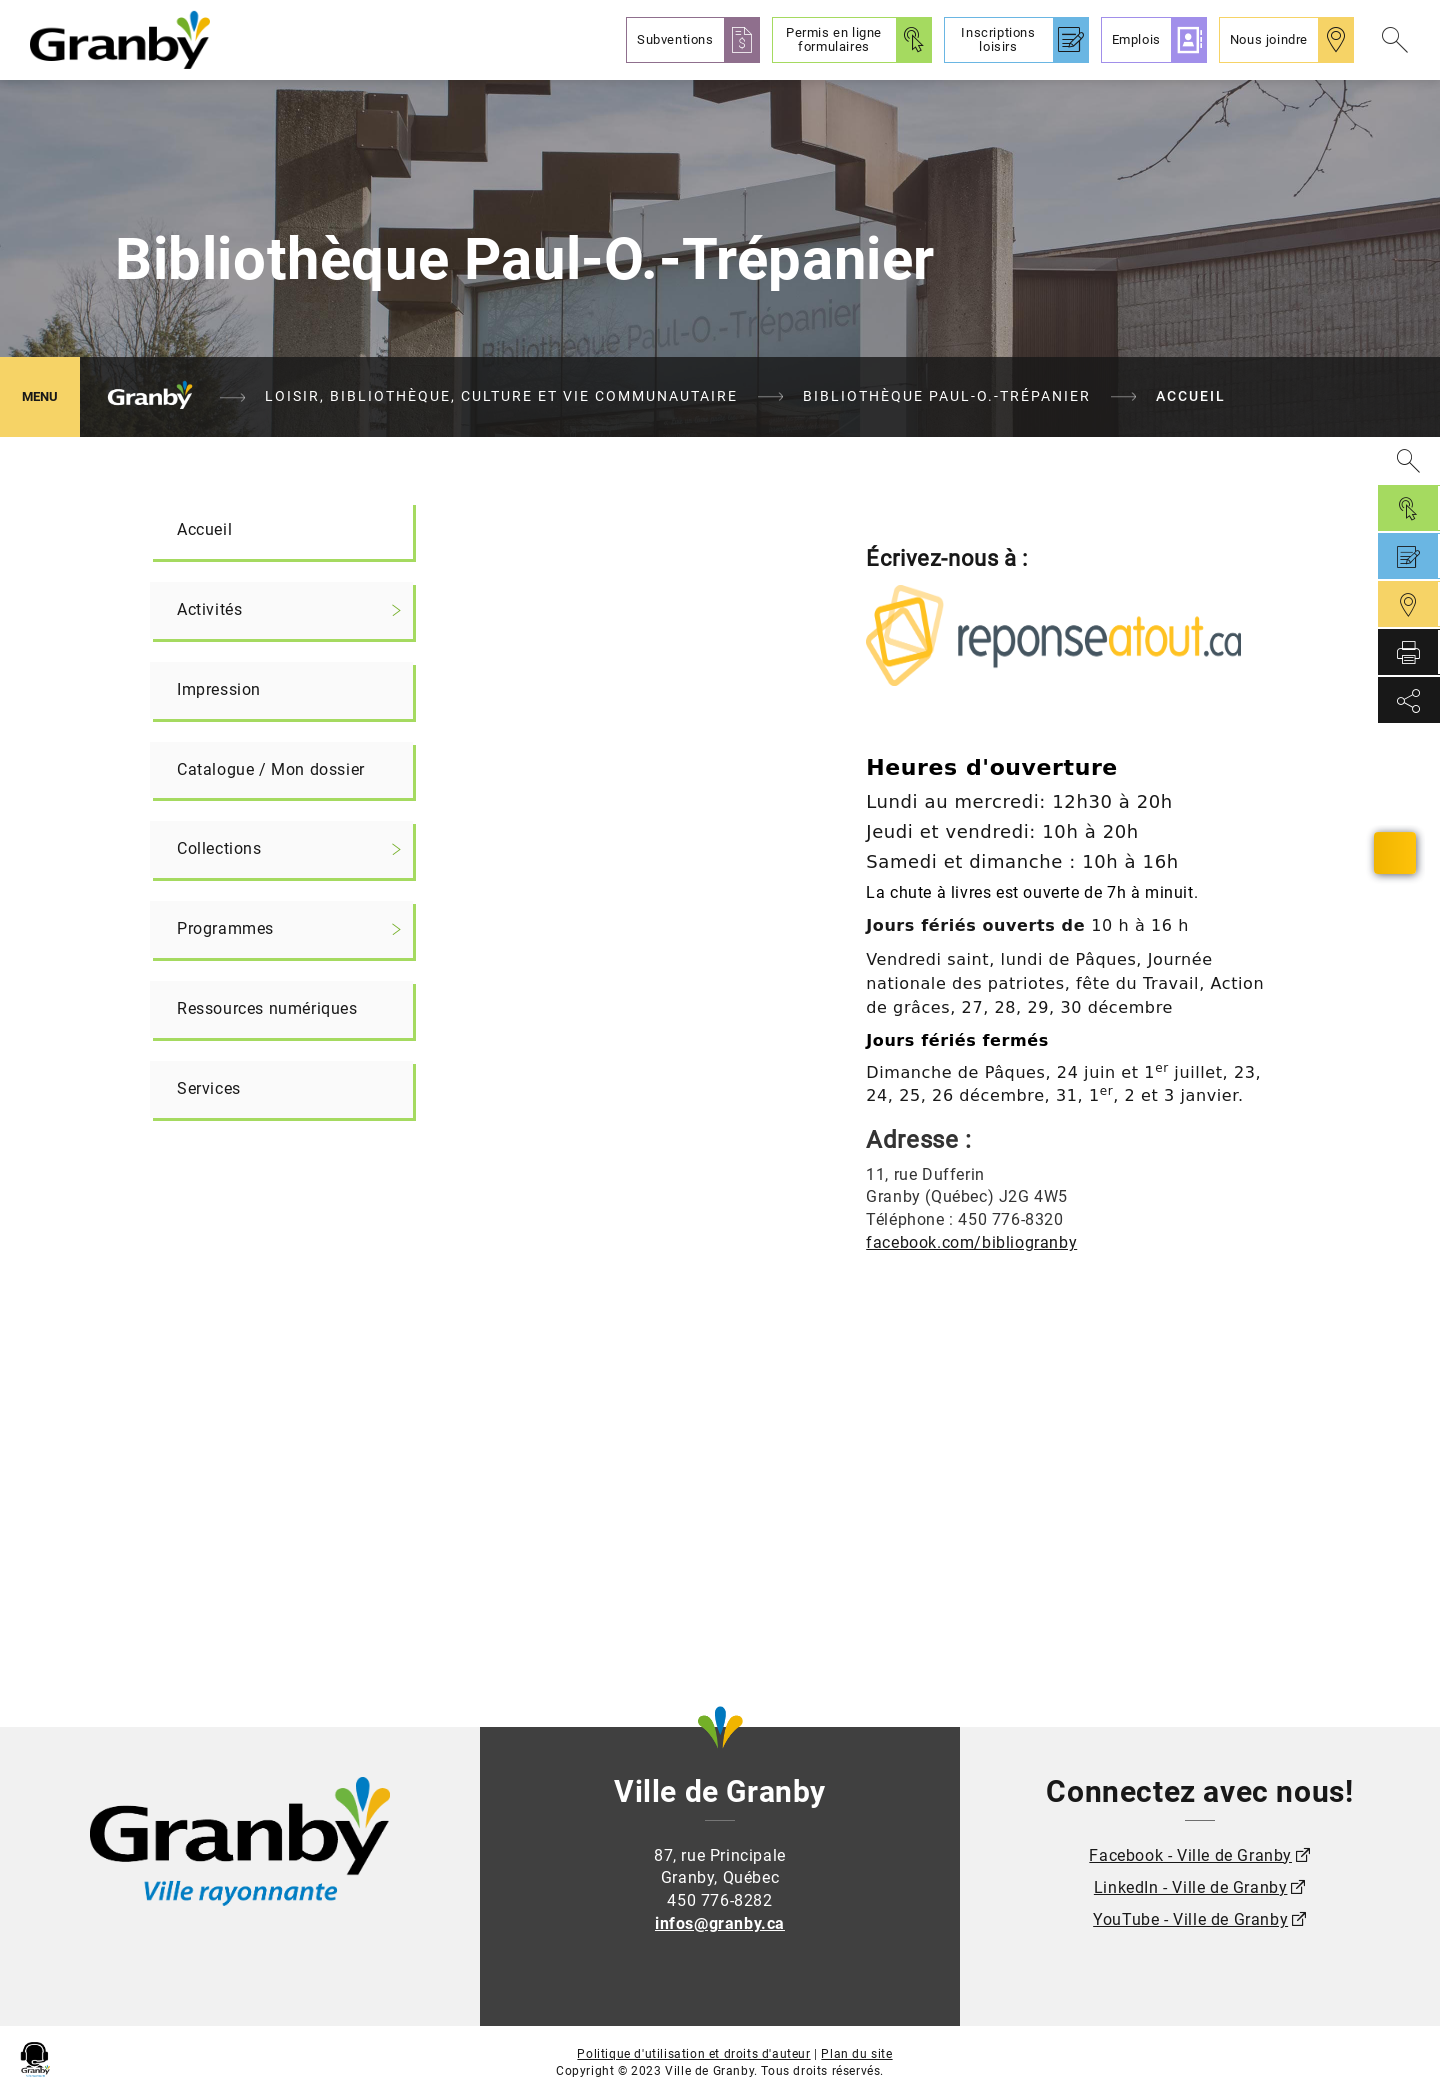 Granby
Subventions
Permis en ligne
formulaires
Inscriptions
loisirs
Emplois
Nous joindre
Bibliothèque Paul-O.-Trépanier
Bibliothèque Paul-O.-Trépanier
MENU
Granby
LOISIR, BIBLIOTHÈQUE, CULTURE ET VIE COMMUNAUTAIRE
BIBLIOTHÈQUE PAUL-O.-TRÉPANIER
ACCUEIL
Accueil
Activités
Impression
Catalogue / Mon dossier
Collections
Programmes
Ressources numériques
Services
Écrivez-nous à :
reponseatout.ca
Heures d'ouverture
Lundi au mercredi: 12h30 à 20h
Jeudi et vendredi: 10h à 20h
Samedi et dimanche : 10h à 16h
La chute à livres est ouverte de 7h à minuit.
Jours fériés ouverts de 10 h à 16 h
Vendredi saint, lundi de Pâques, Journée
nationale des patriotes, fête du Travail, Action
de grâces, 27, 28, 29, 30 décembre
Jours fériés fermés
Dimanche de Pâques, 24 juin et 1er juillet, 23,
24, 25, 26 décembre, 31, 1er, 2 et 3 janvier.
Adresse :
11, rue Dufferin
Granby (Québec) J2G 4W5
Téléphone : 450 776-8320
facebook.com/bibliogranby
Granby
Ville rayonnante
Ville de Granby
87, rue Principale
Granby, Québec
450 776-8282
infos@granby.ca
Connectez avec nous!
Facebook - Ville de Granby
LinkedIn - Ville de Granby
YouTube - Ville de Granby
Granby
Politique d'utilisation et droits d'auteur | Plan du site
Copyright © 2023 Ville de Granby. Tous droits réservés.